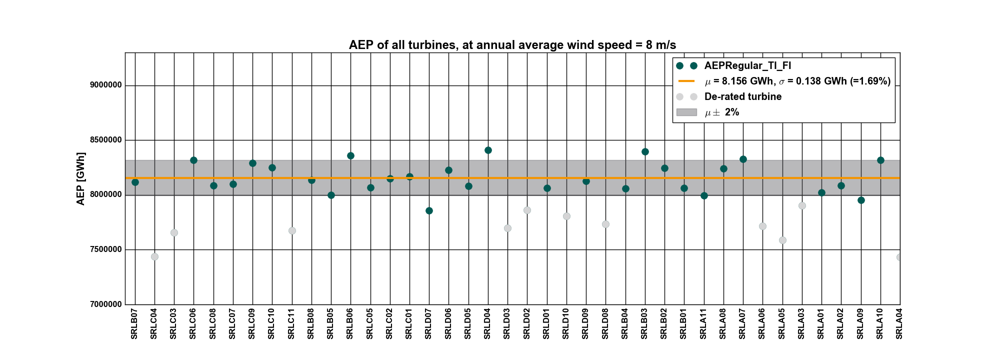 AEP of all turbines, at annual average wind speed = 8 m/s
AEPRegular_TI_FI
μ = 8.156 GWh, σ = 0.138 GWh (=1.69%)
De-rated turbine
μ ± 2%
AEP [GWh]
9000000
8500000
8000000
7500000
7000000
SRLB07
SRLC04
SRLC03
SRLC06
SRLC08
SRLC07
SRLC09
SRLC10
SRLC11
SRLB08
SRLB05
SRLB06
SRLC05
SRLC02
SRLC01
SRLD07
SRLD06
SRLD05
SRLD04
SRLD03
SRLD02
SRLD01
SRLD10
SRLD09
SRLD08
SRLB04
SRLB03
SRLB02
SRLB01
SRLA11
SRLA08
SRLA07
SRLA06
SRLA05
SRLA03
SRLA01
SRLA02
SRLA09
SRLA10
SRLA04